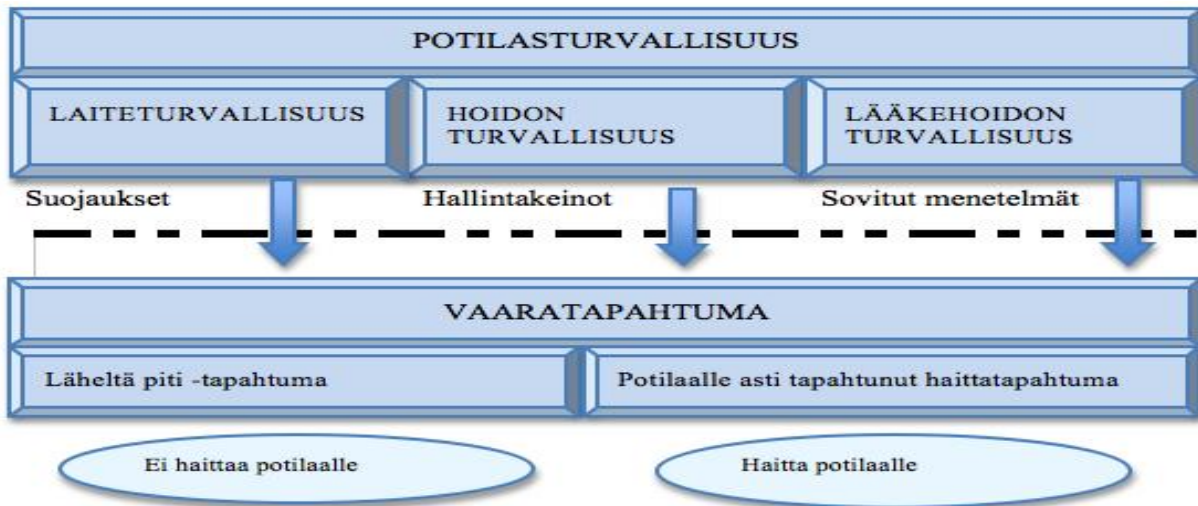 POTILASTURVALLISUUS
LAITETURVALLISUUS
HOIDON
TURVALLISUUS
LÄÄKEHOIDON
TURVALLISUUS
Suojaukset
Hallintakeinot
Sovitut menetelmät
VAARATAPAHTUMA
Läheltä piti -tapahtuma
Potilaalle asti tapahtunut haittatapahtuma
Ei haittaa potilaalle
Haitta potilaalle